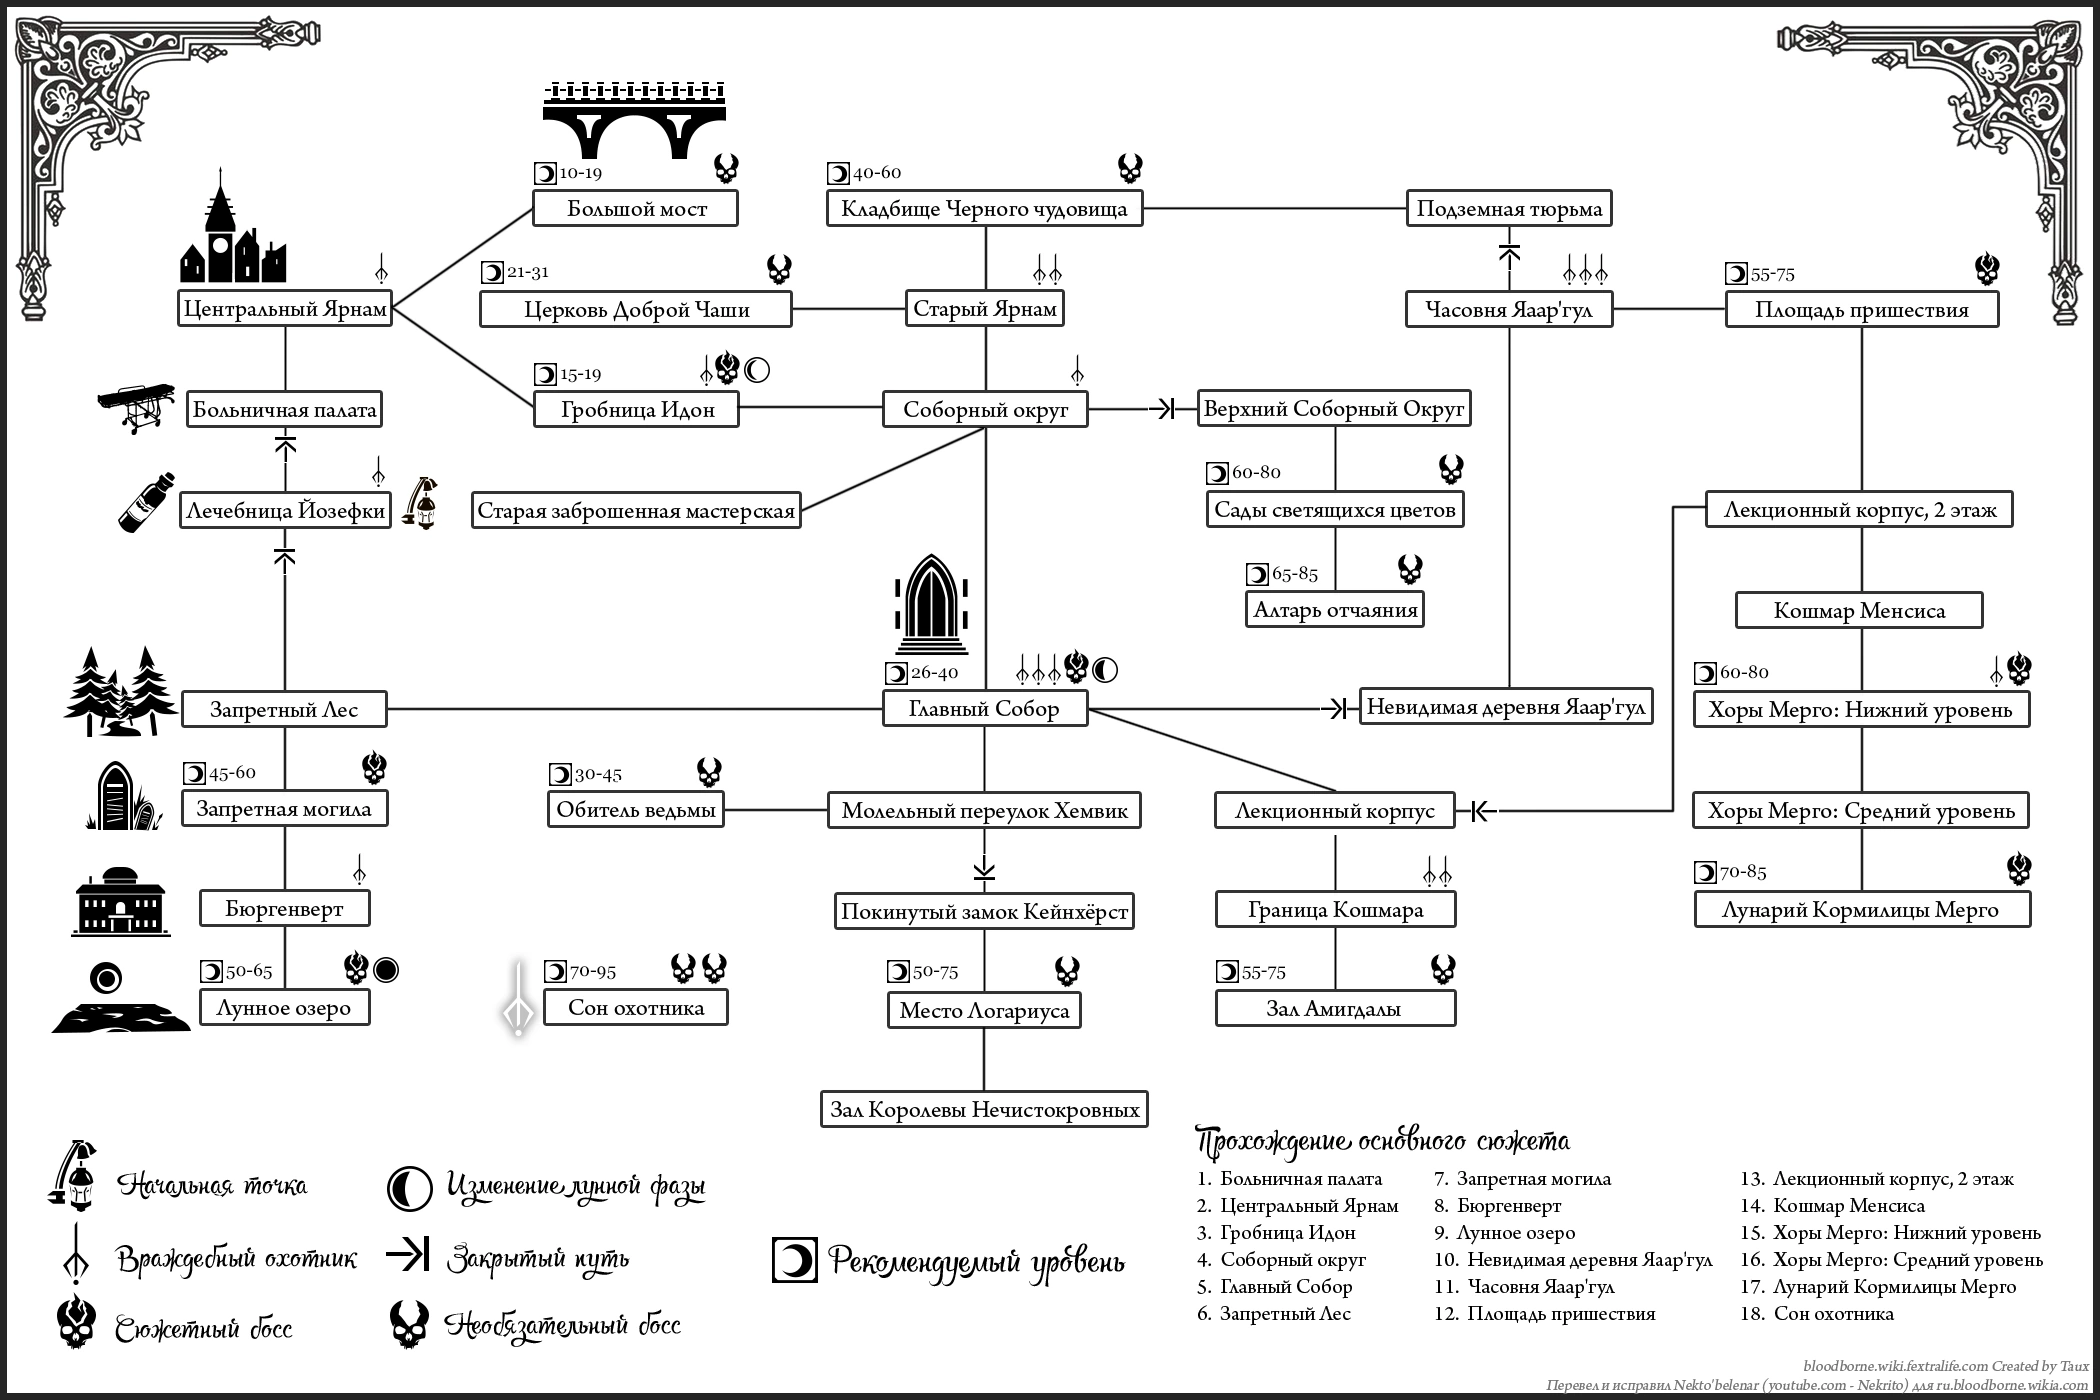 10-19
Большой мост
40-60
Кладбище Черного чудовища
Подземная тюрьма
Центральный Ярнам
21-31
Церковь Доброй Чаши
Старый Ярнам
Часовня Яаар'гул
55-75
Площадь пришествия
Больничная палата
15-19
Гробница Идон
Соборный округ
Верхний Соборный Округ
Лечебница Йозефки
Старая заброшенная мастерская
60-80
Сады светящихся цветов
Лекционный корпус, 2 этаж
65-85
Алтарь отчаяния
Кошмар Менсиса
Запретный Лес
26-40
Главный Собор
Невидимая деревня Яаар'гул
60-80
Хоры Мерго: Нижний уровень
45-60
Запретная могила
30-45
Обитель ведьмы
Молельный переулок Хемвик
Лекционный корпус
Хоры Мерго: Средний уровень
Бюргенверт
Покинутый замок Кейнхёрст
Граница Кошмара
70-85
Лунарий Кормилицы Мерго
50-65
Лунное озеро
70-95
Сон охотника
50-75
Место Логариуса
55-75
Зал Амигдалы
Зал Королевы Нечистокровных
Начальная точка
Враждебный охотник
Сюжетный босс
Изменение лунной фазы
Закрытый путь
Необязательный босс
Рекомендуемый уровень
Прохождение основного сюжета
1. Больничная палата
2. Центральный Ярнам
3. Гробница Идон
4. Соборный округ
5. Главный Собор
6. Запретный Лес
7. Запретная могила
8. Бюргенверт
9. Лунное озеро
10. Невидимая деревня Яаар'гул
11. Часовня Яаар'гул
12. Площадь пришествия
13. Лекционный корпус, 2 этаж
14. Кошмар Менсиса
15. Хоры Мерго: Нижний уровень
16. Хоры Мерго: Средний уровень
17. Лунарий Кормилицы Мерго
18. Сон охотника
bloodborne.wiki.fextralife.com Created by Taux
Перевел и исправил Nekto'belenar (youtube.com - Nekrito) для ru.bloodborne.wikia.com